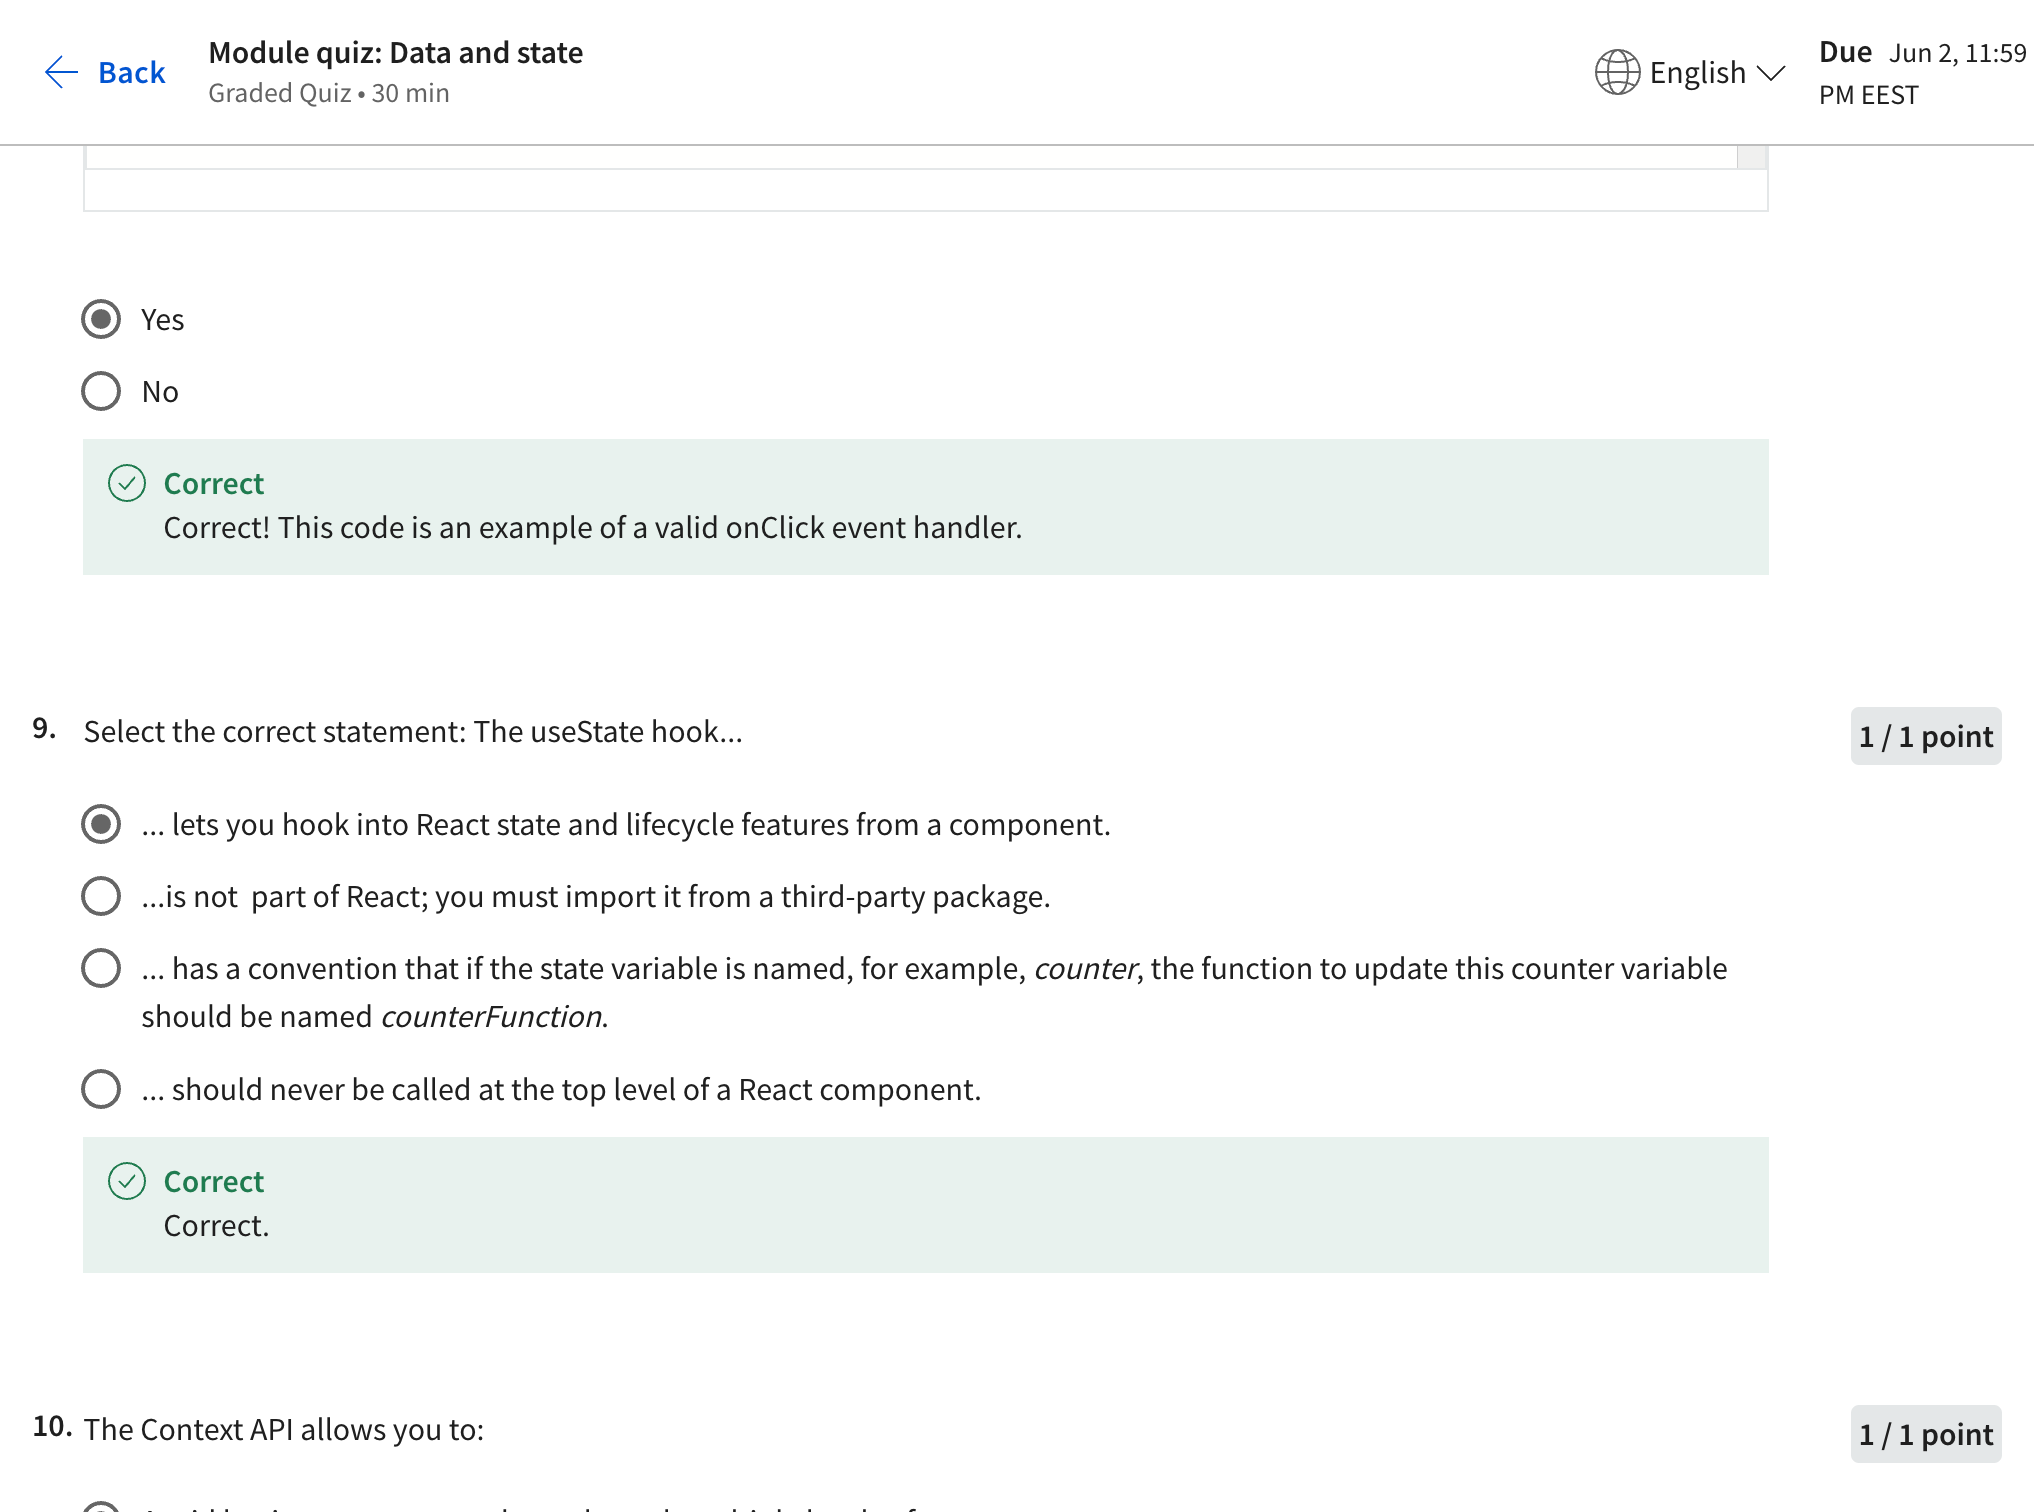 Back
Module quiz: Data and state
Graded Quiz • 30 min
English
Due Jun 2, 11:59
PM EEST
Yes
No
Correct
Correct! This code is an example of a valid onClick event handler.
9. Select the correct statement: The useState hook...
1 / 1 point
... lets you hook into React state and lifecycle features from a component.
...is not  part of React; you must import it from a third-party package.
... has a convention that if the state variable is named, for example, counter, the function to update this counter variable
should be named counterFunction.
... should never be called at the top level of a React component.
Correct
Correct.
10. The Context API allows you to:
1 / 1 point